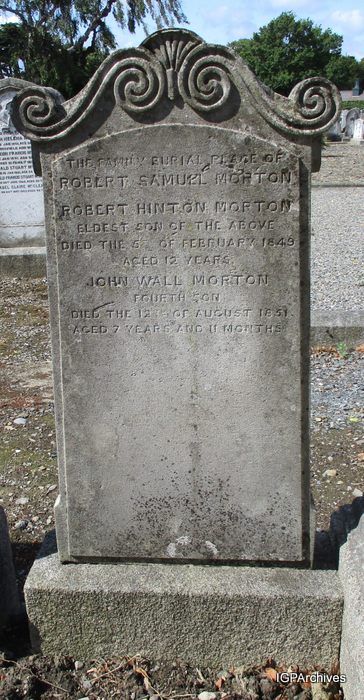 THE FAMILY BURIAL PLACE OF
ROBERT SAMUEL MORTON
ROBERT HINTON MORTON
ELDEST SON OF THE ABOVE
DIED THE 5TH OF FEBRUARY 1849
AGED 12 YEARS
JOHN WALL MORTON
FOURTH SON
DIED THE 12TH OF AUGUST 1851
AGED 7 YEARS AND 11 MONTHS
IGPArchives